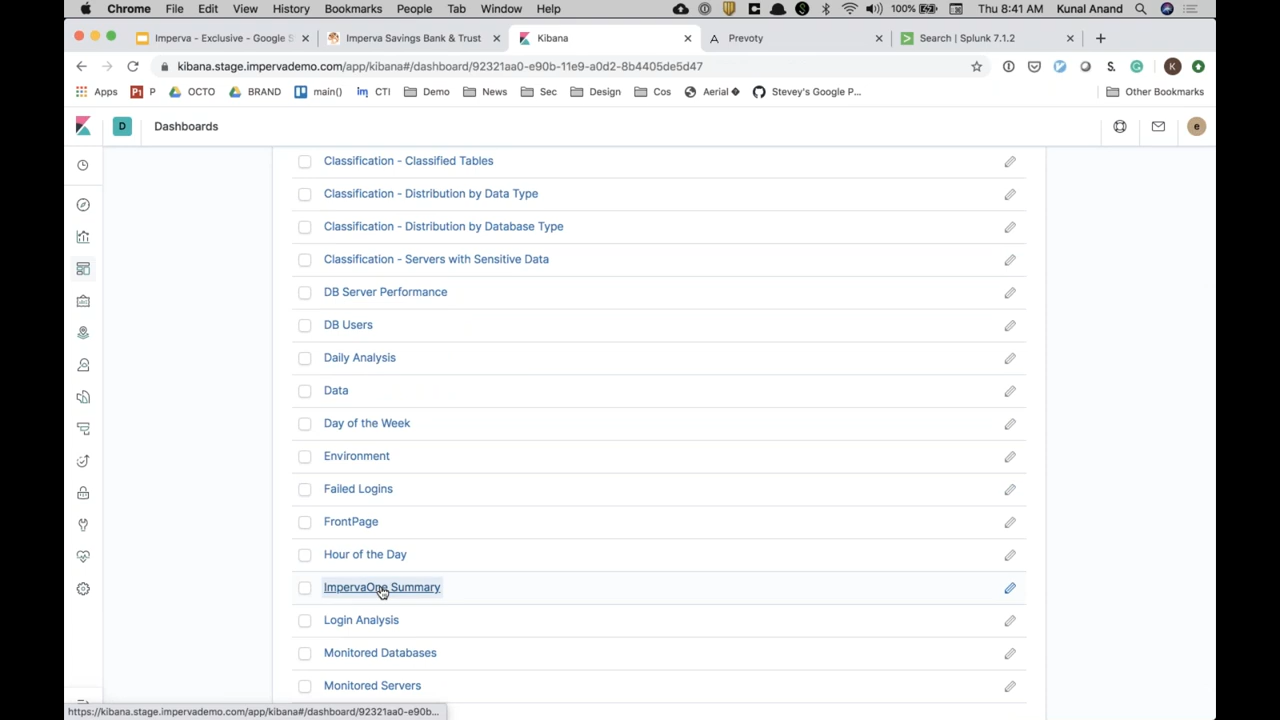 Chrome File Edit View History Bookmarks People Tab Window Help 100% Thu 8:41 AM Kunal Anand
Imperva - Exclusive - Google S Imperva Savings Bank & Trust Kibana Prevoty Search | Splunk 7.1.2
kibana.stage.impervademo.com/app/kibana#/dashboard/92321aa0-e90b-11e9-a0d2-8b4405de5d47 S. K
Apps P1 P OCTO BRAND main() im CTI Demo News Sec Design Cos Aerial Stevey's Google P... Other Bookmarks
D Dashboards e
Classification - Classified Tables
Classification - Distribution by Data Type
Classification - Distribution by Database Type
Classification - Servers with Sensitive Data
DB Server Performance
DB Users
Daily Analysis
Data
Day of the Week
Environment
Failed Logins
FrontPage
Hour of the Day
ImpervaOne Summary
Login Analysis
Monitored Databases
Monitored Servers
https://kibana.stage.impervademo.com/app/kibana#/dashboard/92321aa0-e90b...